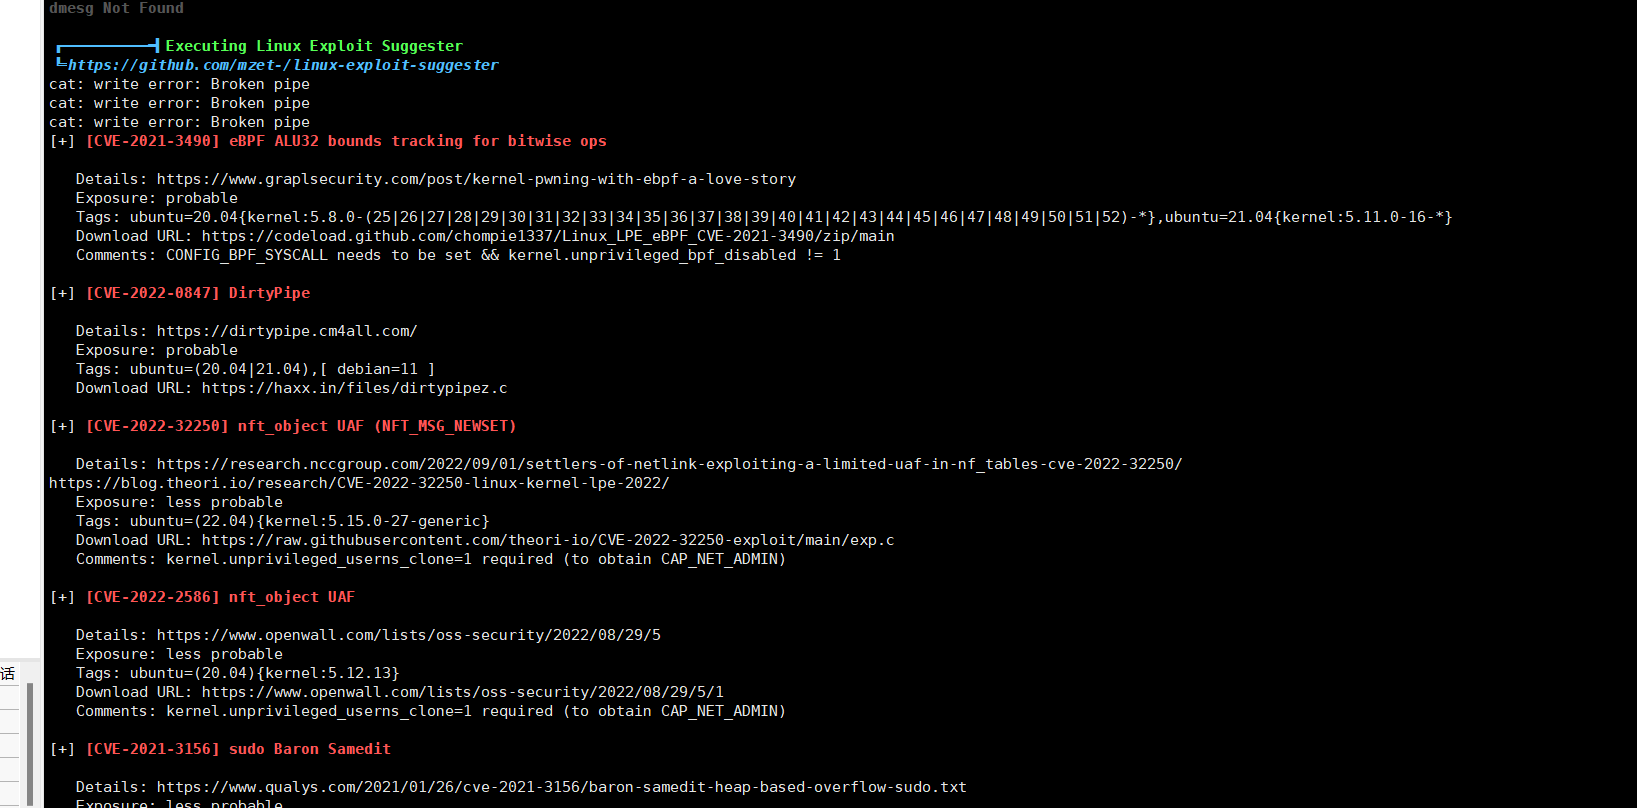 dmesg Not Found
Executing Linux Exploit Suggester
https://github.com/mzet-/linux-exploit-suggester
cat: write error: Broken pipe
cat: write error: Broken pipe
cat: write error: Broken pipe
[+] [CVE-2021-3490] eBPF ALU32 bounds tracking for bitwise ops
Details: https://www.graplsecurity.com/post/kernel-pwning-with-ebpf-a-love-story
Exposure: probable
Tags: ubuntu=20.04{kernel:5.8.0-(25|26|27|28|29|30|31|32|33|34|35|36|37|38|39|40|41|42|43|44|45|46|47|48|49|50|51|52)-*},ubuntu=21.04{kernel:5.11.0-16-*}
Download URL: https://codeload.github.com/chompie1337/Linux_LPE_eBPF_CVE-2021-3490/zip/main
Comments: CONFIG_BPF_SYSCALL needs to be set && kernel.unprivileged_bpf_disabled != 1
[+] [CVE-2022-0847] DirtyPipe
Details: https://dirtypipe.cm4all.com/
Exposure: probable
Tags: ubuntu=(20.04|21.04),[ debian=11 ]
Download URL: https://haxx.in/files/dirtypipez.c
[+] [CVE-2022-32250] nft_object UAF (NFT_MSG_NEWSET)
Details: https://research.nccgroup.com/2022/09/01/settlers-of-netlink-exploiting-a-limited-uaf-in-nf_tables-cve-2022-32250/
https://blog.theori.io/research/CVE-2022-32250-linux-kernel-lpe-2022/
Exposure: less probable
Tags: ubuntu=(22.04){kernel:5.15.0-27-generic}
Download URL: https://raw.githubusercontent.com/theori-io/CVE-2022-32250-exploit/main/exp.c
Comments: kernel.unprivileged_userns_clone=1 required (to obtain CAP_NET_ADMIN)
[+] [CVE-2022-2586] nft_object UAF
Details: https://www.openwall.com/lists/oss-security/2022/08/29/5
Exposure: less probable
Tags: ubuntu=(20.04){kernel:5.12.13}
Download URL: https://www.openwall.com/lists/oss-security/2022/08/29/5/1
Comments: kernel.unprivileged_userns_clone=1 required (to obtain CAP_NET_ADMIN)
[+] [CVE-2021-3156] sudo Baron Samedit
Details: https://www.qualys.com/2021/01/26/cve-2021-3156/baron-samedit-heap-based-overflow-sudo.txt
Exposure: less probable
话